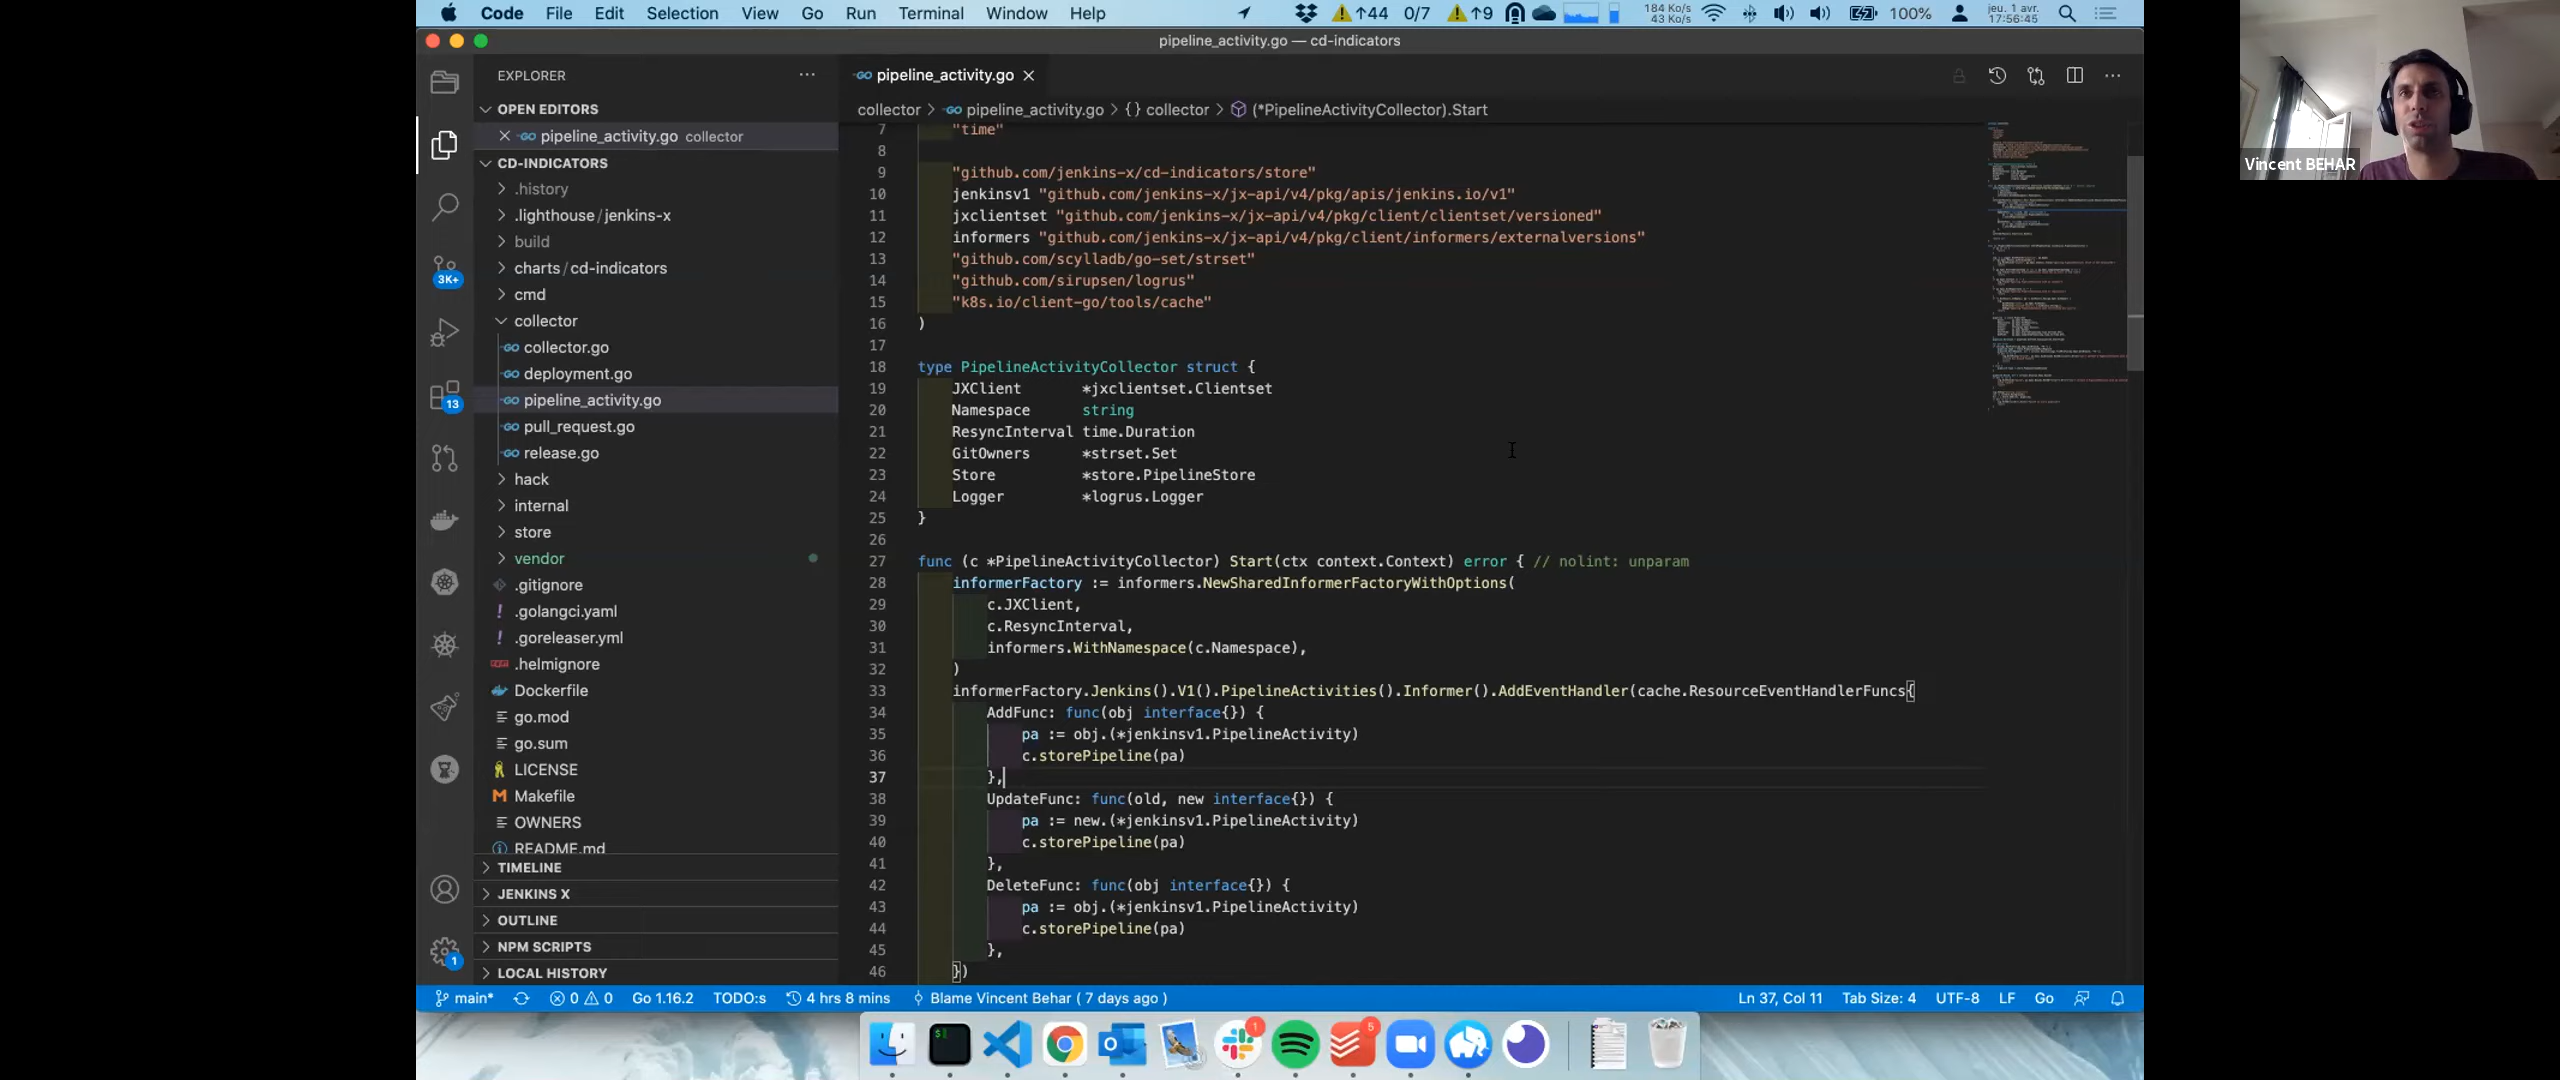 Code File Edit Selection View Go Run Terminal Window Help
↑44 0/7 ↑9 184 Ko/s 43 Ko/s 100% jeu. 1 avr. 17:56:45
pipeline_activity.go — cd-indicators
EXPLORER
OPEN EDITORS
pipeline_activity.go collector
CD-INDICATORS
.history
.lighthouse / jenkins-x
build
charts / cd-indicators
cmd
collector
collector.go
deployment.go
pipeline_activity.go
pull_request.go
release.go
hack
internal
store
vendor
.gitignore
.golangci.yaml
.goreleaser.yml
.helmignore
Dockerfile
go.mod
go.sum
LICENSE
Makefile
OWNERS
README.md
TIMELINE
JENKINS X
OUTLINE
NPM SCRIPTS
LOCAL HISTORY
3K+
13
1
pipeline_activity.go
collector > pipeline_activity.go > {} collector > (*PipelineActivityCollector).Start
7 "time"
8
9 "github.com/jenkins-x/cd-indicators/store"
10 jenkinsv1 "github.com/jenkins-x/jx-api/v4/pkg/apis/jenkins.io/v1"
11 jxclientset "github.com/jenkins-x/jx-api/v4/pkg/client/clientset/versioned"
12 informers "github.com/jenkins-x/jx-api/v4/pkg/client/informers/externalversions"
13 "github.com/scylladb/go-set/strset"
14 "github.com/sirupsen/logrus"
15 "k8s.io/client-go/tools/cache"
16 )
17
18 type PipelineActivityCollector struct {
19 JXClient *jxclientset.Clientset
20 Namespace string
21 ResyncInterval time.Duration
22 GitOwners *strset.Set
23 Store *store.PipelineStore
24 Logger *logrus.Logger
25 }
26
27 func (c *PipelineActivityCollector) Start(ctx context.Context) error { // nolint: unparam
28 informerFactory := informers.NewSharedInformerFactoryWithOptions(
29 c.JXClient,
30 c.ResyncInterval,
31 informers.WithNamespace(c.Namespace),
32 )
33 informerFactory.Jenkins().V1().PipelineActivities().Informer().AddEventHandler(cache.ResourceEventHandlerFuncs{
34 AddFunc: func(obj interface{}) {
35 pa := obj.(*jenkinsv1.PipelineActivity)
36 c.storePipeline(pa)
37 },
38 UpdateFunc: func(old, new interface{}) {
39 pa := new.(*jenkinsv1.PipelineActivity)
40 c.storePipeline(pa)
41 },
42 DeleteFunc: func(obj interface{}) {
43 pa := obj.(*jenkinsv1.PipelineActivity)
44 c.storePipeline(pa)
45 },
46 })
main* 0 0 Go 1.16.2 TODO:s 4 hrs 8 mins Blame Vincent Behar ( 7 days ago ) Ln 37, Col 11 Tab Size: 4 UTF-8 LF Go
1 5
Vincent BEHAR